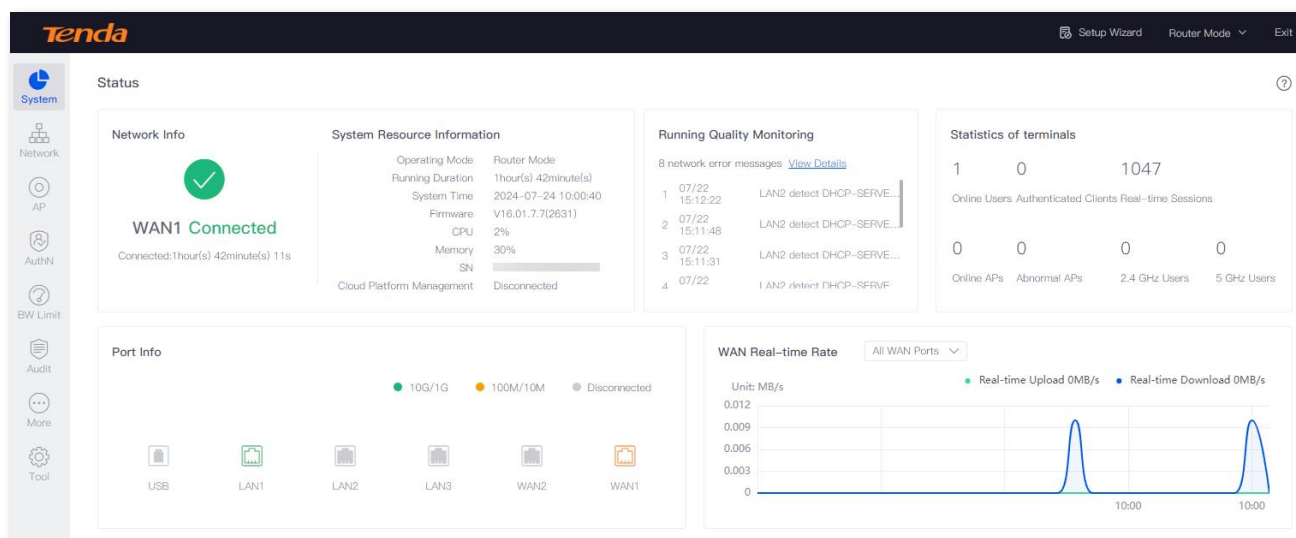 Tenda
Setup Wizard Router Mode Exit
System
Network
AP
AuthN
BW Limit
Audit
More
Tool
Status
Network Info
WAN1 Connected
Connected:1hour(s) 42minute(s) 11s
System Resource Information
Operating Mode Router Mode
Running Duration 1hour(s) 42minute(s)
System Time 2024-07-24 10:00:40
Firmware V16.01.7.7(2631)
CPU 2%
Memory 30%
SN
Cloud Platform Management Disconnected
Running Quality Monitoring
8 network error messages View Details
1 07/22 15:12:22 LAN2 detect DHCP-SERVE...
2 07/22 15:11:48 LAN2 detect DHCP-SERVE...
3 07/22 15:11:31 LAN2 detect DHCP-SERVE...
4 07/22 LAN2 detect DHCP-SERVE
Statistics of terminals
1 0 1047
Online Users Authenticated Clients Real-time Sessions
0 0 0 0
Online APs Abnormal APs 2.4 GHz Users 5 GHz Users
Port Info
10G/1G 100M/10M Disconnected
USB LAN1 LAN2 LAN3 WAN2 WAN1
WAN Real-time Rate All WAN Ports
Unit: MB/s Real-time Upload 0MB/s Real-time Download 0MB/s
0.012
0.009
0.006
0.003
0
10:00 10:00